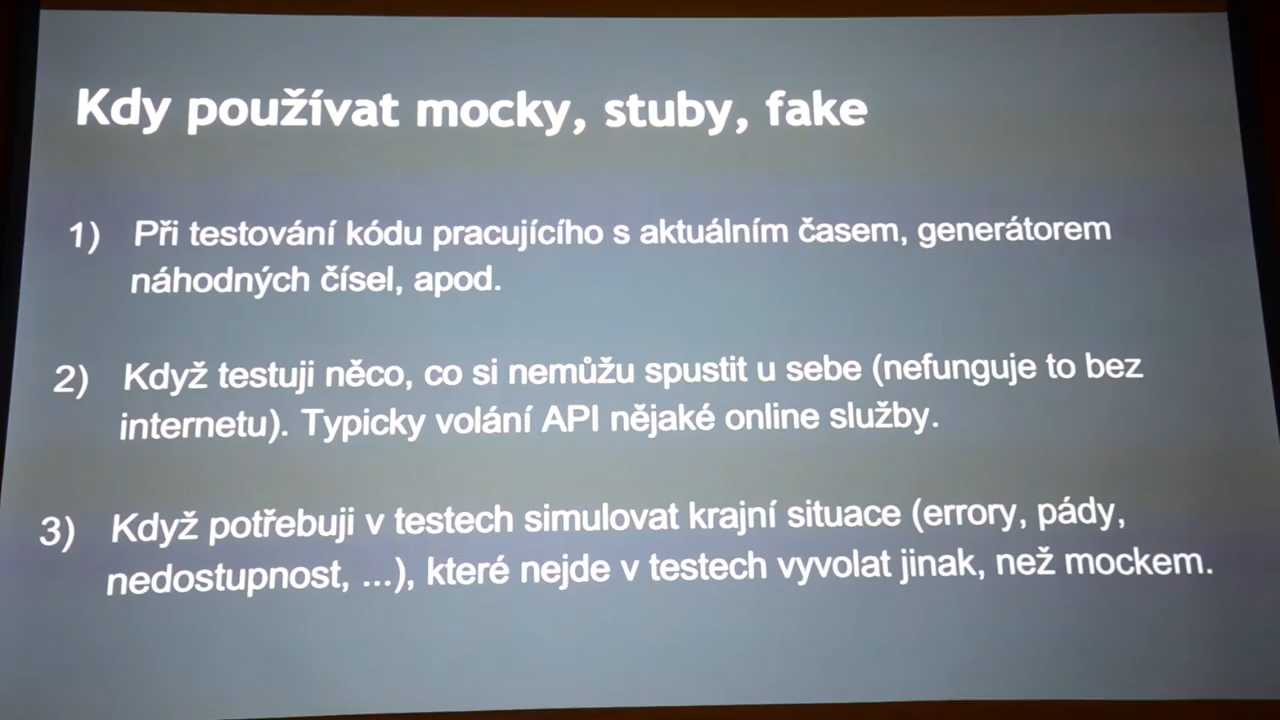 Kdy používat mocky, stuby, fake
1) Při testování kódu pracujícího s aktuálním časem, generátorem
náhodných čísel, apod.
2) Když testuji něco, co si nemůžu spustit u sebe (nefunguje to bez
internetu). Typicky volání API nějaké online služby.
3) Když potřebuji v testech simulovat krajní situace (errory, pády,
nedostupnost, ...), které nejde v testech vyvolat jinak, než mockem.